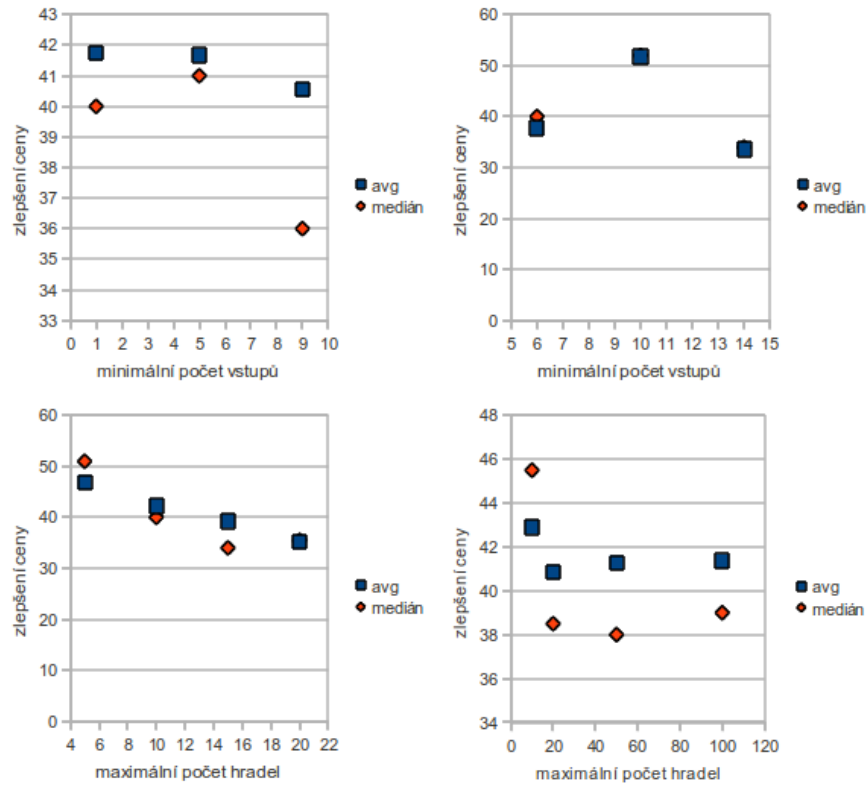 43
42
41
40
39
38
37
36
35
34
33
zlepšení ceny
0 1 2 3 4 5 6 7 8 9 10
minimální počet vstupů
avg
medián
60
50
40
30
20
10
0
zlepšení ceny
5 6 7 8 9 10 11 12 13 14 15
minimální počet vstupů
avg
medián
60
50
40
30
20
10
0
zlepšení ceny
4 6 8 10 12 14 16 18 20 22
maximální počet hradel
avg
medián
48
46
44
42
40
38
36
34
zlepšení ceny
0 20 40 60 80 100 120
maximální počet hradel
avg
medián